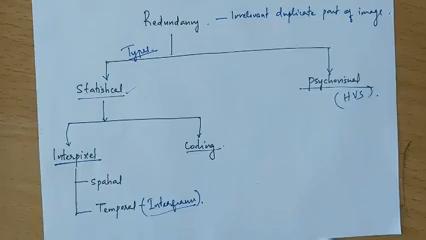 Redundancy. — Irrelevant duplicate part of image.
Types
Statistical
Psychovisual
(HVS).
Interpixel
Coding.
Spatial
Temporal (Interframe).